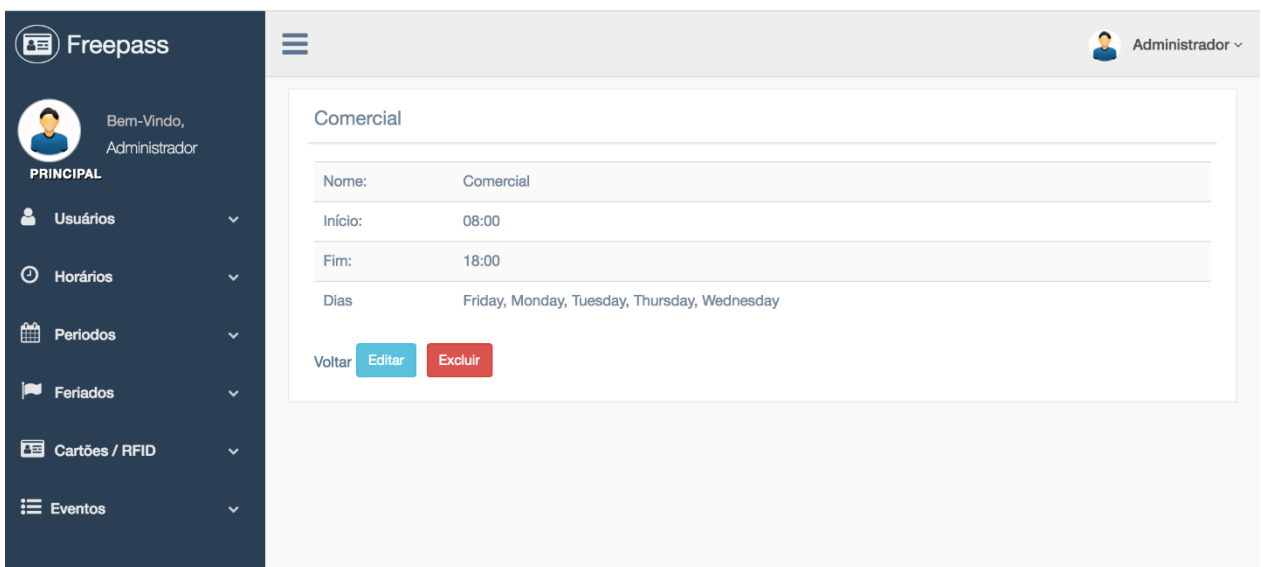 Freepass
Administrador
Bem-Vindo,
Administrador
PRINCIPAL
Usuários
Horários
Periodos
Feriados
Cartões / RFID
Eventos
Comercial
Nome: Comercial
Início: 08:00
Fim: 18:00
Dias Friday, Monday, Tuesday, Thursday, Wednesday
Voltar Editar Excluir